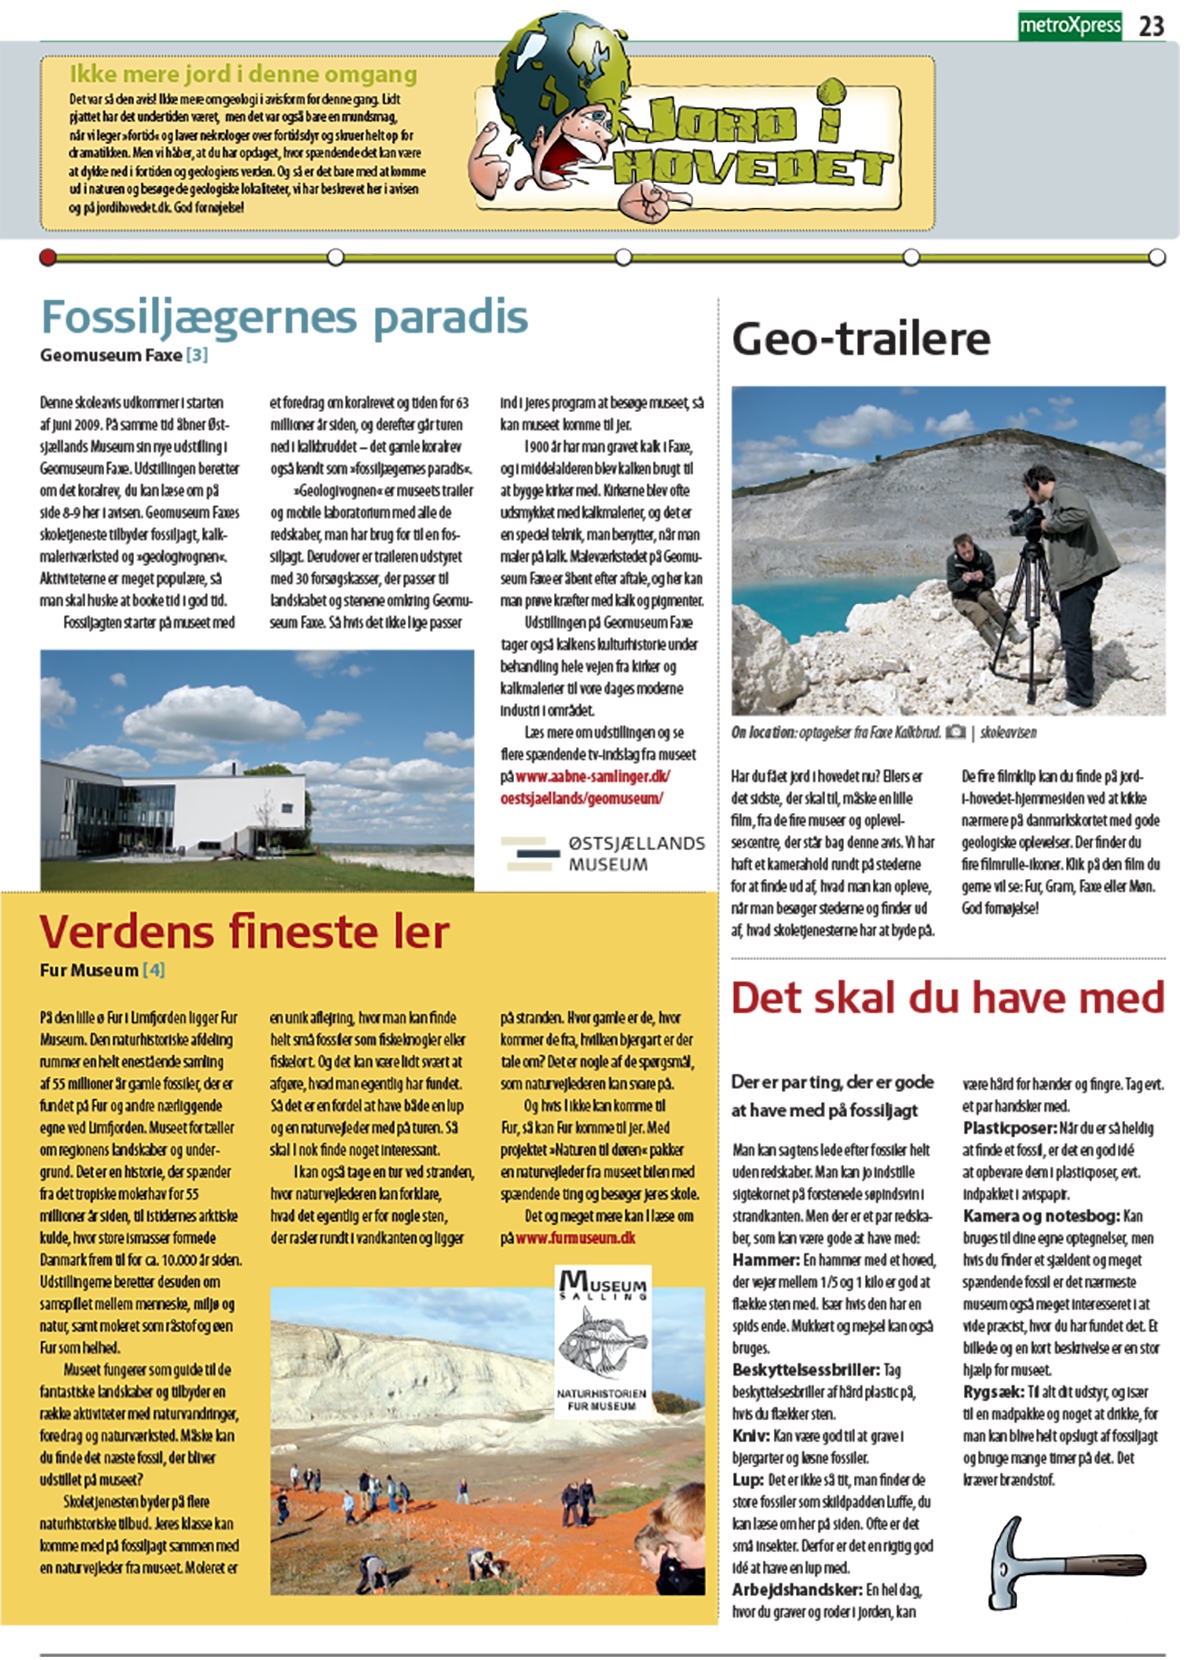 metroXpress 23
Ikke mere jord i denne omgang
Det var så den avis! Ikke mere om geologi i avisform for denne gang. Lidt
pjattet har det undertiden været, men det var også bare en mundsmag,
når vi leger »fortid« og laver nekrologer over fortidsdyr og skruer helt op for
dramatikken. Men vi håber, at du har opdaget, hvor spændende det kan være
at dykke ned i fortiden og geologiens verden. Og så er det bare med at komme
ud i naturen og besøge de geologiske lokaliteter, vi har beskrevet her i avisen
og på jordihovedet.dk. God fornøjelse!
JORD i
HOVEDET
Fossiljægernes paradis
Geomuseum Faxe [3]
Denne skoleavis udkommer i starten
af juni 2009. På samme tid åbner Øst-
sjællands Museum sin nye udstilling i
Geomuseum Faxe. Udstillingen beretter
om det koralrev, du kan læse om på
side 8-9 her i avisen. Geomuseum Faxes
skoletjeneste tilbyder fossiljagt, kalk-
maleriværksted og »geologivognen«.
Aktiviteterne er meget populære, så
man skal huske at booke tid i god tid.
Fossiljagten starter på museet med
et foredrag om koralrevet og tiden for 63
millioner år siden, og derefter går turen
ned i kalkbruddet – det gamle koralrev
også kendt som »fossiljægernes paradis«.
»Geologivognen« er museets trailer
og mobile laboratorium med alle de
redskaber, man har brug for til en fos-
siljagt. Derudover er traileren udstyret
med 30 forsøgskasser, der passer til
landskabet og stenene omkring Geomu-
seum Faxe. Så hvis det ikke lige passer
ind i jeres program at besøge museet, så
kan museet komme til jer.
I 900 år har man gravet kalk i Faxe,
og i middelalderen blev kalken brugt til
at bygge kirker med. Kirkerne blev ofte
udsmykket med kalkmalerier, og det er
en speciel teknik, man benytter, når man
maler på kalk. Maleværkstedet på Geomu-
seum Faxe er åbent efter aftale, og her kan
man prøve kræfter med kalk og pigmenter.
Udstillingen på Geomuseum Faxe
tager også kalkens kulturhistorie under
behandling hele vejen fra kirker og
kalkmalerier til vore dages moderne
industri i området.
Læs mere om udstillingen og se
flere spændende tv-indslag fra museet
på www.aabne-samlinger.dk/
oestsjaellands/geomuseum/
ØSTSJÆLLANDS
MUSEUM
Verdens fineste ler
Fur Museum [4]
På den lille ø Fur i Limfjorden ligger Fur
Museum. Den naturhistoriske afdeling
rummer en helt enestående samling
af 55 millioner år gamle fossiler, der er
fundet på Fur og andre nærliggende
egne ved Limfjorden. Museet fortæller
om regionens landskaber og under-
grund. Det er en historie, der spænder
fra det tropiske molerhav for 55
millioner år siden, til istidernes arktiske
kulde, hvor store ismasser formede
Danmark frem til for ca. 10.000 år siden.
Udstillingerne beretter desuden om
samspillet mellem menneske, miljø og
natur, samt moleret som råstof og øen
Fur som helhed.
Museet fungerer som guide til de
fantastiske landskaber og tilbyder en
række aktiviteter med naturvandringer,
foredrag og naturværksted. Måske kan
du finde det næste fossil, der bliver
udstillet på museet?
Skoletjenesten byder på flere
naturhistoriske tilbud. Jeres klasse kan
komme med på fossiljagt sammen med
en naturvejleder fra museet. Moleret er
en unik aflejring, hvor man kan finde
helt små fossiler som fiskeknogler eller
fiskelort. Og det kan være lidt svært at
afgøre, hvad man egentlig har fundet.
Så det er en fordel at have både en lup
og en naturvejleder med på turen. Så
skal I nok finde noget interessant.
I kan også tage en tur ved stranden,
hvor naturvejlederen kan forklare,
hvad det egentlig er for nogle sten,
der rasler rundt i vandkanten og ligger
på stranden. Hvor gamle er de, hvor
kommer de fra, hvilken bjergart er der
tale om? Det er nogle af de spørgsmål,
som naturvejlederen kan svare på.
Og hvis I ikke kan komme til
Fur, så kan Fur komme til jer. Med
projektet »Naturen til døren« pakker
en naturvejleder fra museet bilen med
spændende ting og besøger jeres skole.
Det og meget mere kan I læse om
på www.furmuseum.dk
MUSEUM
SALLING
NATURHISTORIEN
FUR MUSEUM
Geo-trailere
On location: optagelser fra Faxe Kalkbrud. | skoleavisen
Har du fået jord i hovedet nu? Ellers er
det sidste, der skal til, måske en lille
film, fra de fire museer og oplevel-
sescentre, der står bag denne avis. Vi har
haft et kamerahold rundt på stederne
for at finde ud af, hvad man kan opleve,
når man besøger stederne og finder ud
af, hvad skoletjenesterne har at byde på.
De fire filmklip kan du finde på jord-
i-hovedet-hjemmesiden ved at kikke
nærmere på danmarkskortet med gode
geologiske oplevelser. Der finder du
fire filmrulle-ikoner. Klik på den film du
gerne vil se: Fur, Gram, Faxe eller Møn.
God fornøjelse!
Det skal du have med
Der er par ting, der er gode
at have med på fossiljagt
Man kan sagtens lede efter fossiler helt
uden redskaber. Man kan jo indstille
sigtekornet på forstenede søpindsvin i
strandkanten. Men der er et par redska-
ber, som kan være gode at have med:
Hammer: En hammer med et hoved,
der vejer mellem 1/5 og 1 kilo er god at
flække sten med. Især hvis den har en
spids ende. Mukkert og mejsel kan også
bruges.
Beskyttelsessbriller: Tag
beskyttelsesbriller af hård plastic på,
hvis du flækker sten.
Kniv: Kan være god til at grave i
bjergarter og løsne fossiler.
Lup: Det er ikke så tit, man finder de
store fossiler som skildpadden Luffe, du
kan læse om her på siden. Ofte er det
små insekter. Derfor er det en rigtig god
idé at have en lup med.
Arbejdshandsker: En hel dag,
hvor du graver og roder i jorden, kan
være hård for hænder og fingre. Tag evt.
et par handsker med.
Plasticposer: Når du er så heldig
at finde et fossil, er det en god idé
at opbevare dem i plasticposer, evt.
indpakket i avispapir.
Kamera og notesbog: Kan
bruges til dine egne optegnelser, men
hvis du finder et sjældent og meget
spændende fossil er det nærmeste
museum også meget interesseret i at
vide præcist, hvor du har fundet det. Et
billede og en kort beskrivelse er en stor
hjælp for museet.
Rygsæk: Til alt dit udstyr, og især
til en madpakke og noget at drikke, for
man kan blive helt opslugt af fossiljagt
og bruge mange timer på det. Det
kræver brændstof.